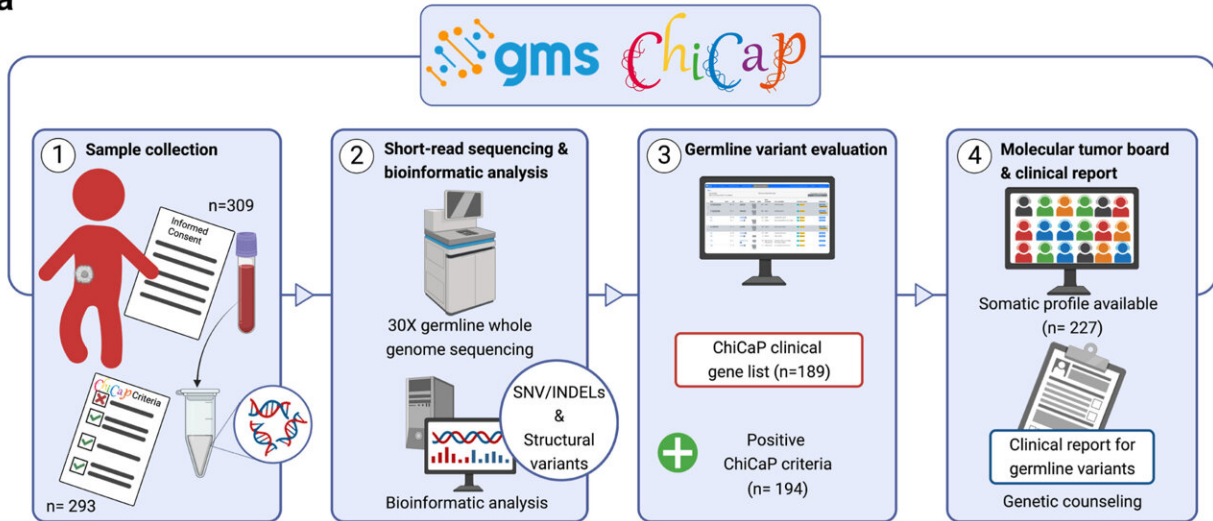 a
gms ChiCaP
1 Sample collection
n=309
Informed
Consent
ChiCaP Criteria
n= 293
2 Short-read sequencing &
bioinformatic analysis
30X germline whole
genome sequencing
SNV/INDELs
&
Structural
variants
Bioinformatic analysis
3 Germline variant evaluation
ChiCaP clinical
gene list (n=189)
Positive
ChiCaP criteria
(n= 194)
4 Molecular tumor board
& clinical report
Somatic profile available
(n= 227)
Clinical report for
germline variants
Genetic counseling